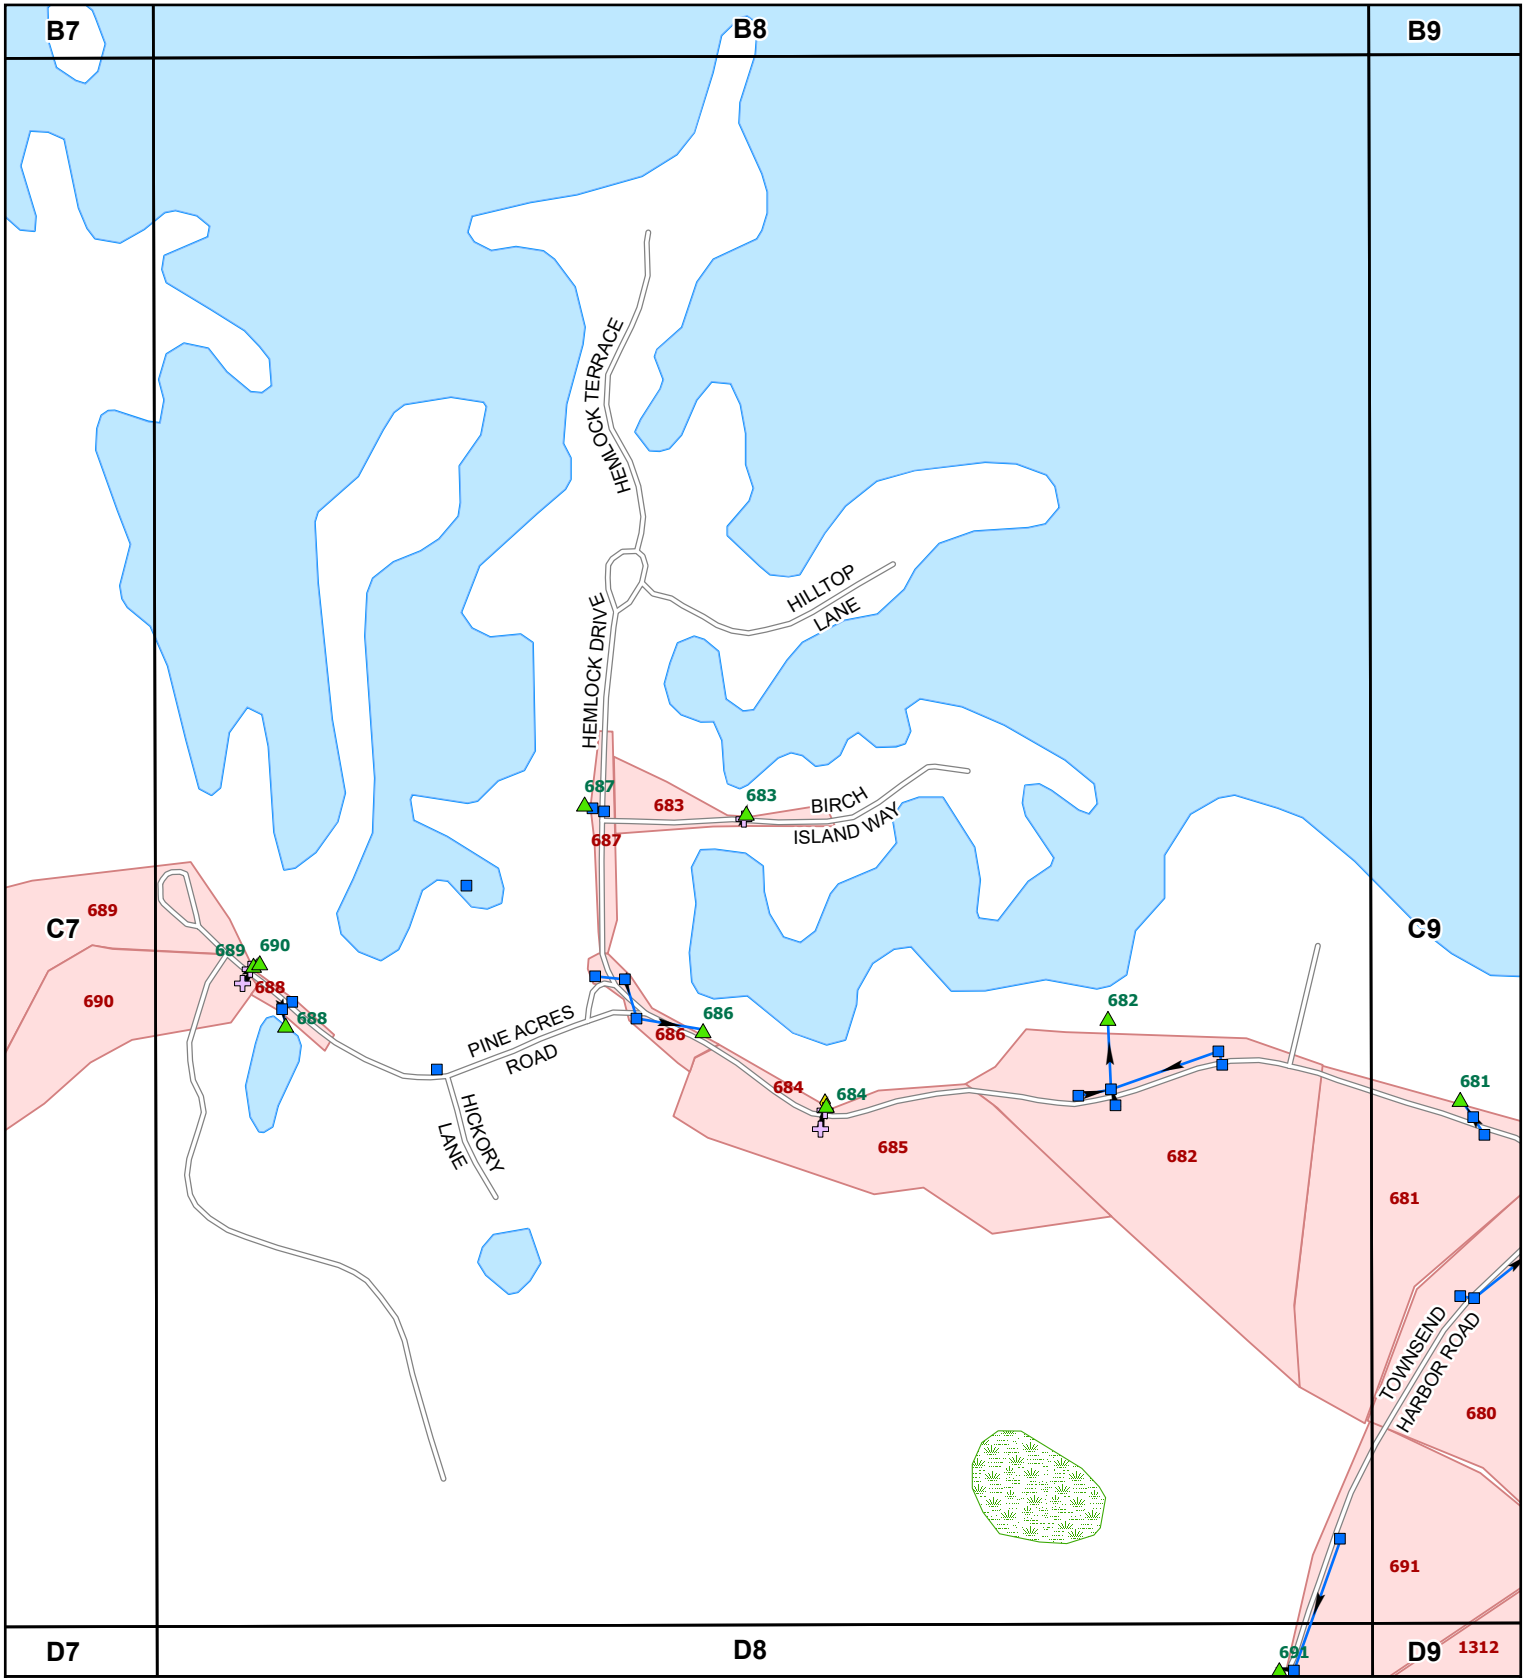 B7
B8
B9
HEMLOCK TERRACE
HILLTOP
LANE
HEMLOCK DRIVE
687
683
683
BIRCH
ISLAND WAY
687
689
C7
C9
689
690
688
690
688
682
PINE ACRES
ROAD
686
686
684
684
681
HICKORY
LANE
685
682
681
TOWNSEND
HARBOR ROAD
680
691
D7
D8
691
D9
1312